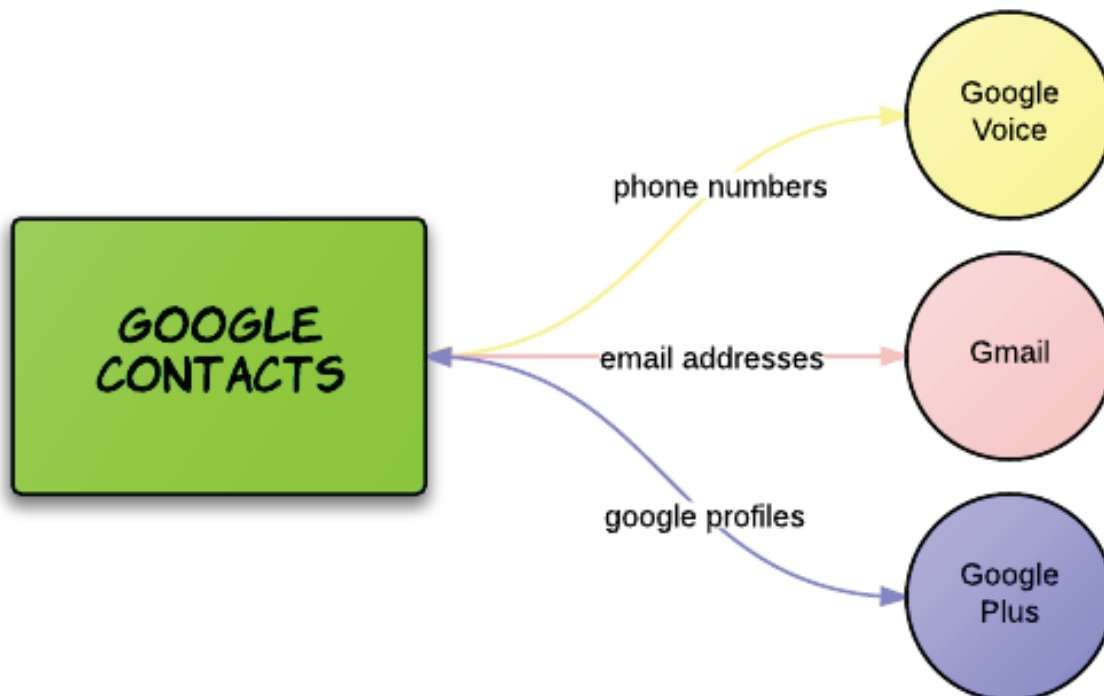 Google
Voice
phone numbers
GOOGLE
CONTACTS
email addresses
Gmail
google profiles
Google
Plus